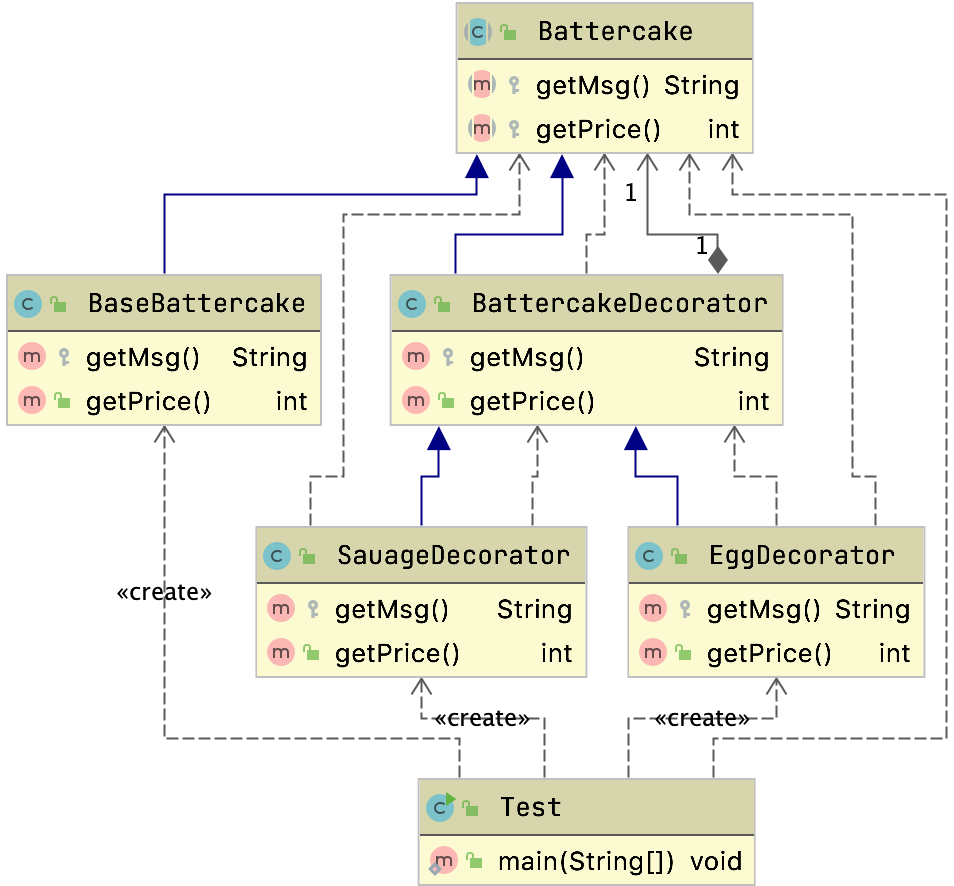 Battercake
getMsg() String
getPrice() int
1
1
BaseBattercake
getMsg() String
getPrice() int
BattercakeDecorator
getMsg() String
getPrice() int
SauageDecorator
getMsg() String
getPrice() int
EggDecorator
getMsg() String
getPrice() int
«create»
«create»
«create»
Test
main(String[]) void